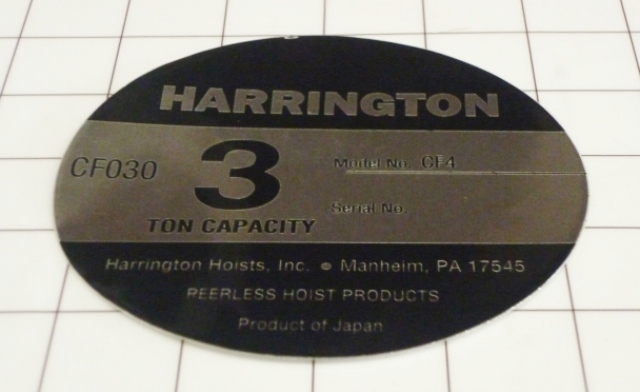 HARRINGTON
CF030
3
TON CAPACITY
Model No. CF4
Serial No.
Harrington Hoists, Inc. • Manheim, PA 17545
PEERLESS HOIST PRODUCTS
Product of Japan